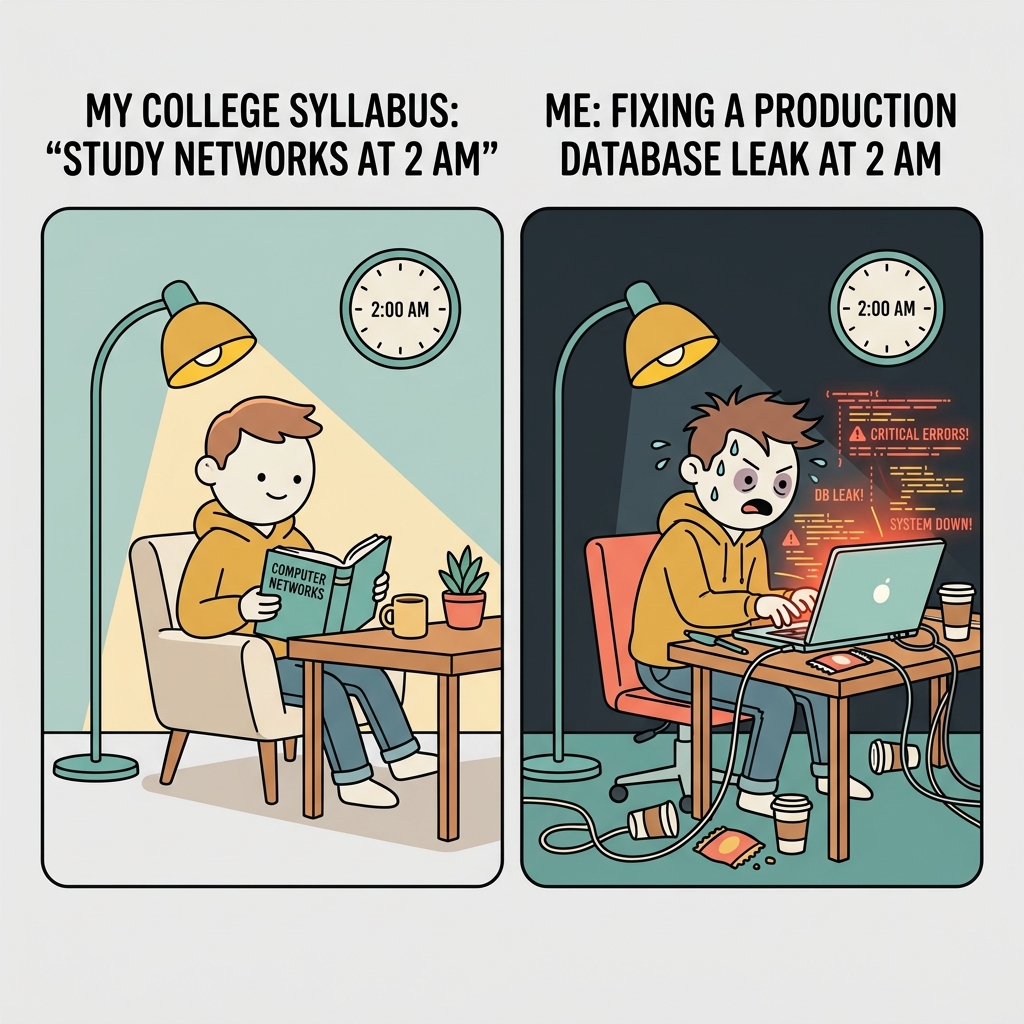 MY COLLEGE SYLLABUS:
“STUDY NETWORKS AT 2 AM”
ME: FIXING A PRODUCTION
DATABASE LEAK AT 2 AM
2:00 AM
COMPUTER
NETWORKS
2:00 AM
CRITICAL ERRORS!
DB LEAK!
SYSTEM DOWN!